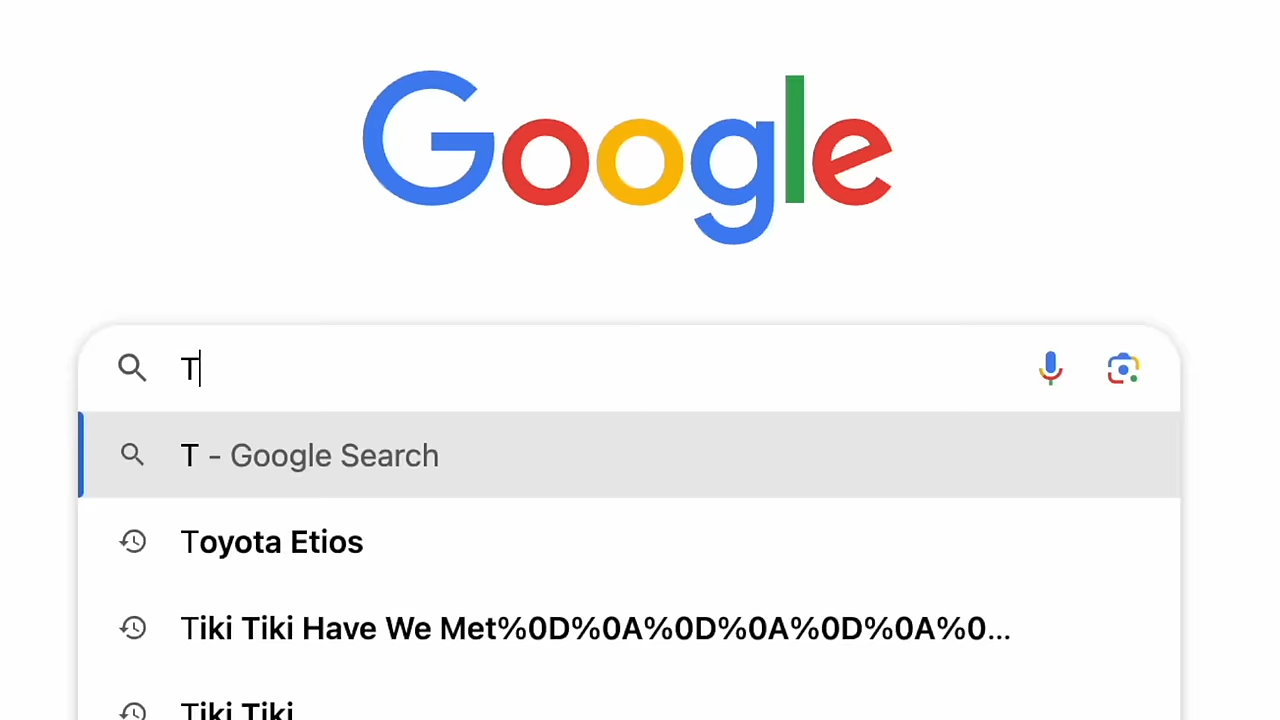 Google
T
T - Google Search
Toyota Etios
Tiki Tiki Have We Met%0D%0A%0D%0A%0D%0A%0...
Tiki Tiki